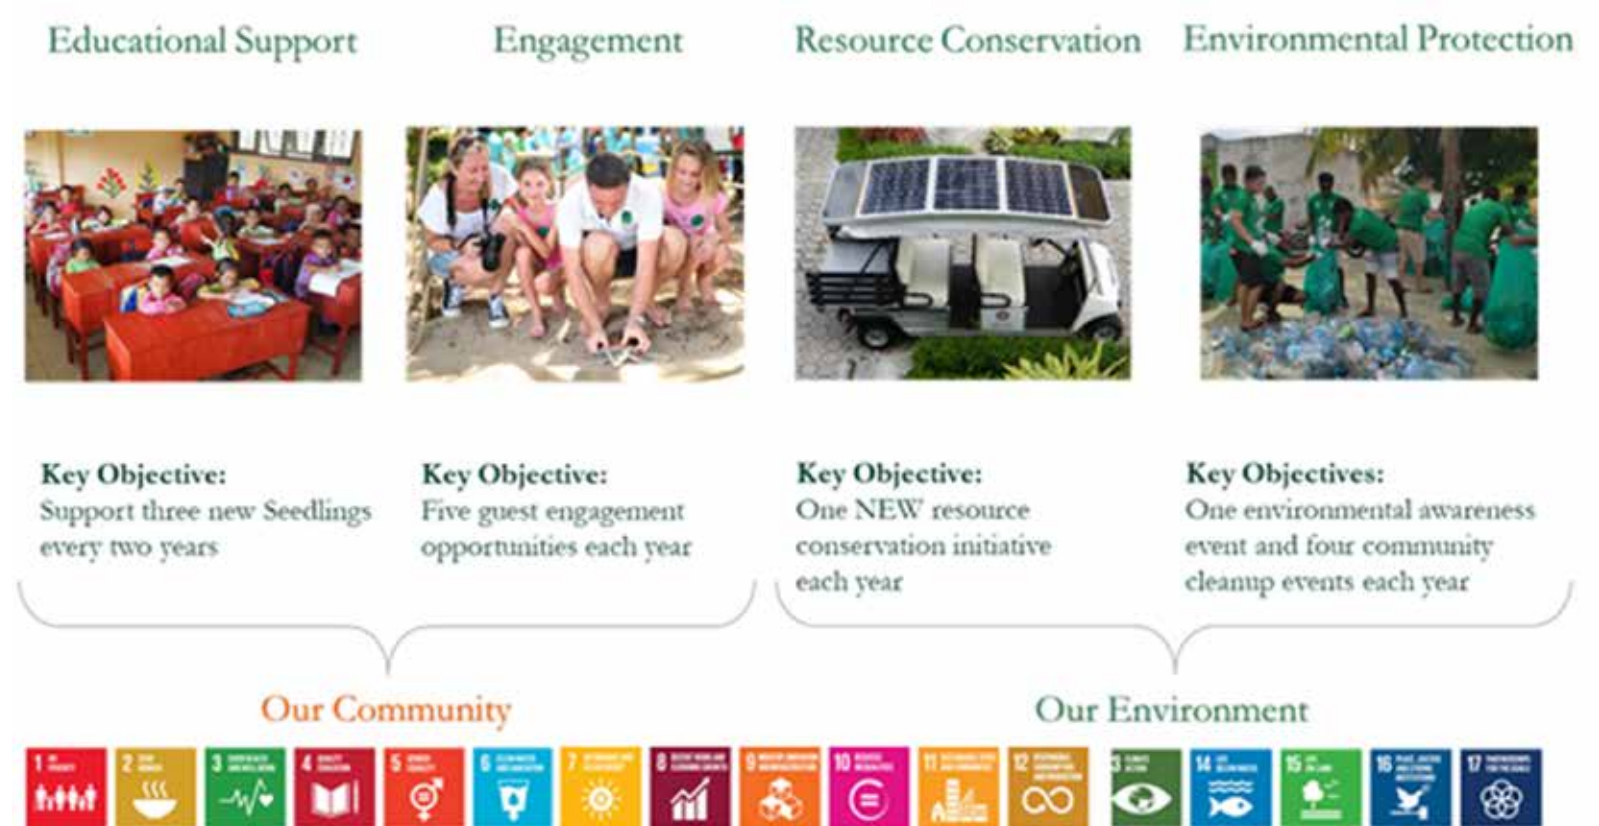 Educational Support
Engagement
Resource Conservation
Environmental Protection
Key Objective:
Support three new Seedlings
every two years
Key Objective:
Five guest engagement
opportunities each year
Key Objective:
One NEW resource
conservation initiative
each year
Key Objectives:
One environmental awareness
event and four community
cleanup events each year
Our Community
Our Environment
1
2
3
4
5
6
7
8
9
10
11
12
3
14
15
16
17